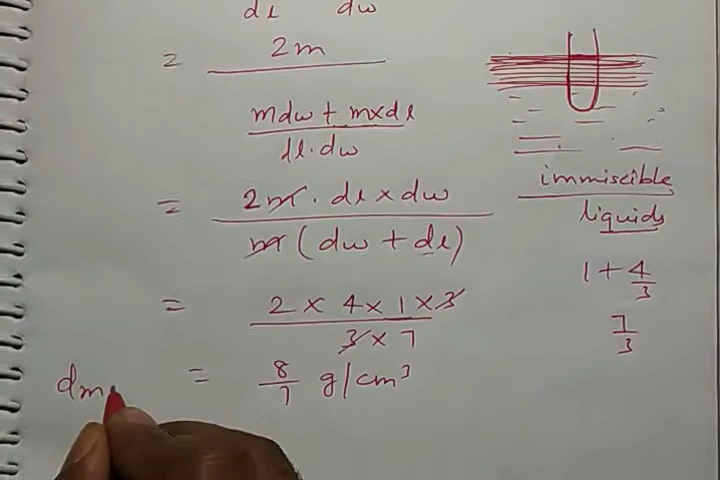 dl dw
= 2m
mdw + mxdl
dl.dw
= 2m . dl x dw
m (dw + dl)
= 2 x 4 x 1 x 3
3 x 7
dm = 8/7 g/cm³
immiscible
liquids
1 + 4/3
7/3